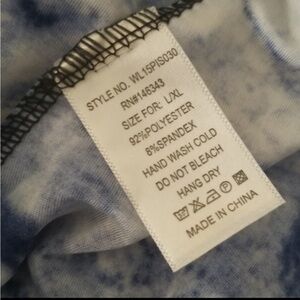 STYLE NO. WL15PIS030
RN#146343
SIZE FOR: L/XL
92%POLYESTER
8%SPANDEX
HAND WASH COLD
DO NOT BLEACH
HANG DRY
MADE IN CHINA